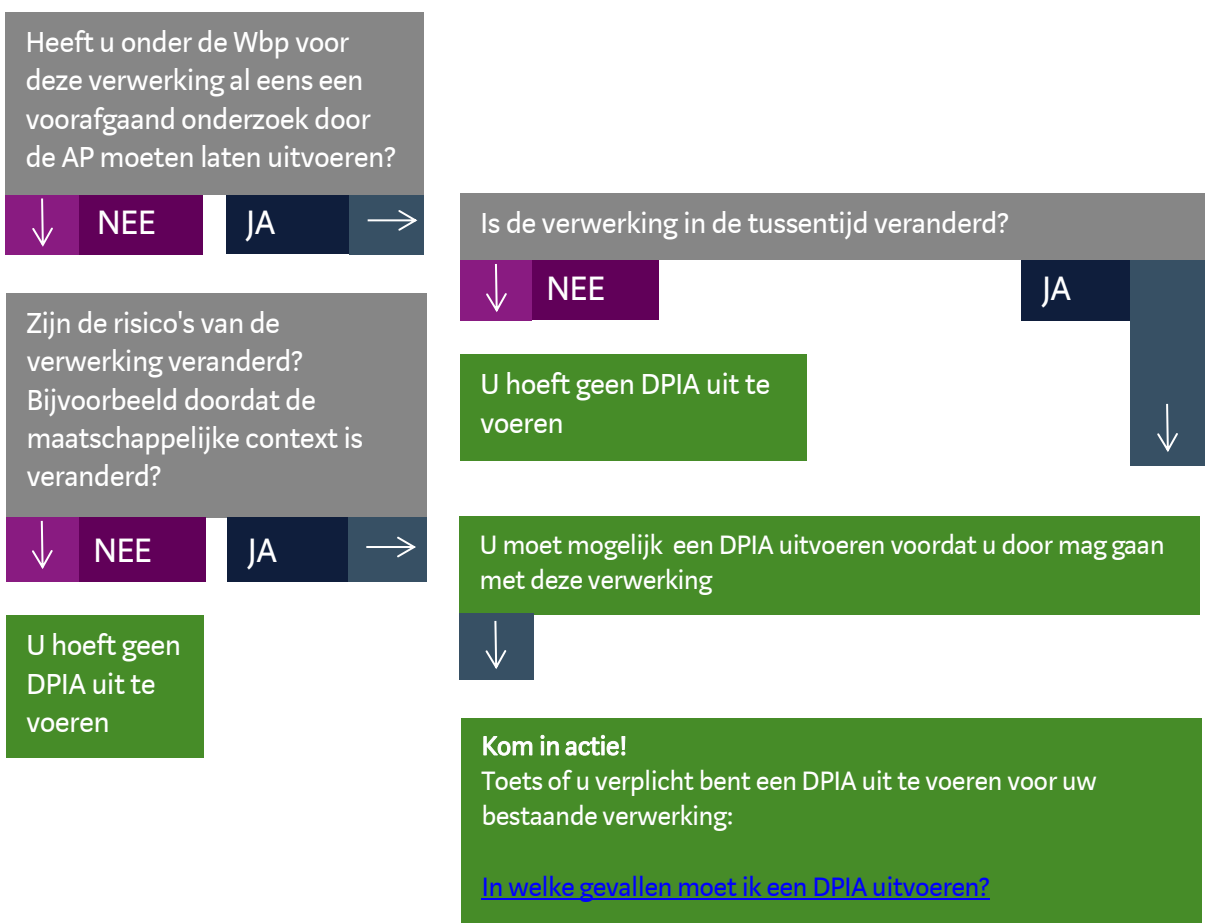 Heeft u onder de Wbp voor
deze verwerking al eens een
voorafgaand onderzoek door
de AP moeten laten uitvoeren?
NEE
JA
Is de verwerking in de tussentijd veranderd?
NEE
JA
U hoeft geen DPIA uit te
voeren
Zijn de risico's van de
verwerking veranderd?
Bijvoorbeeld doordat de
maatschappelijke context is
veranderd?
NEE
JA
U hoeft geen
DPIA uit te
voeren
U moet mogelijk een DPIA uitvoeren voordat u door mag gaan
met deze verwerking
Kom in actie!
Toets of u verplicht bent een DPIA uit te voeren voor uw
bestaande verwerking:
In welke gevallen moet ik een DPIA uitvoeren?